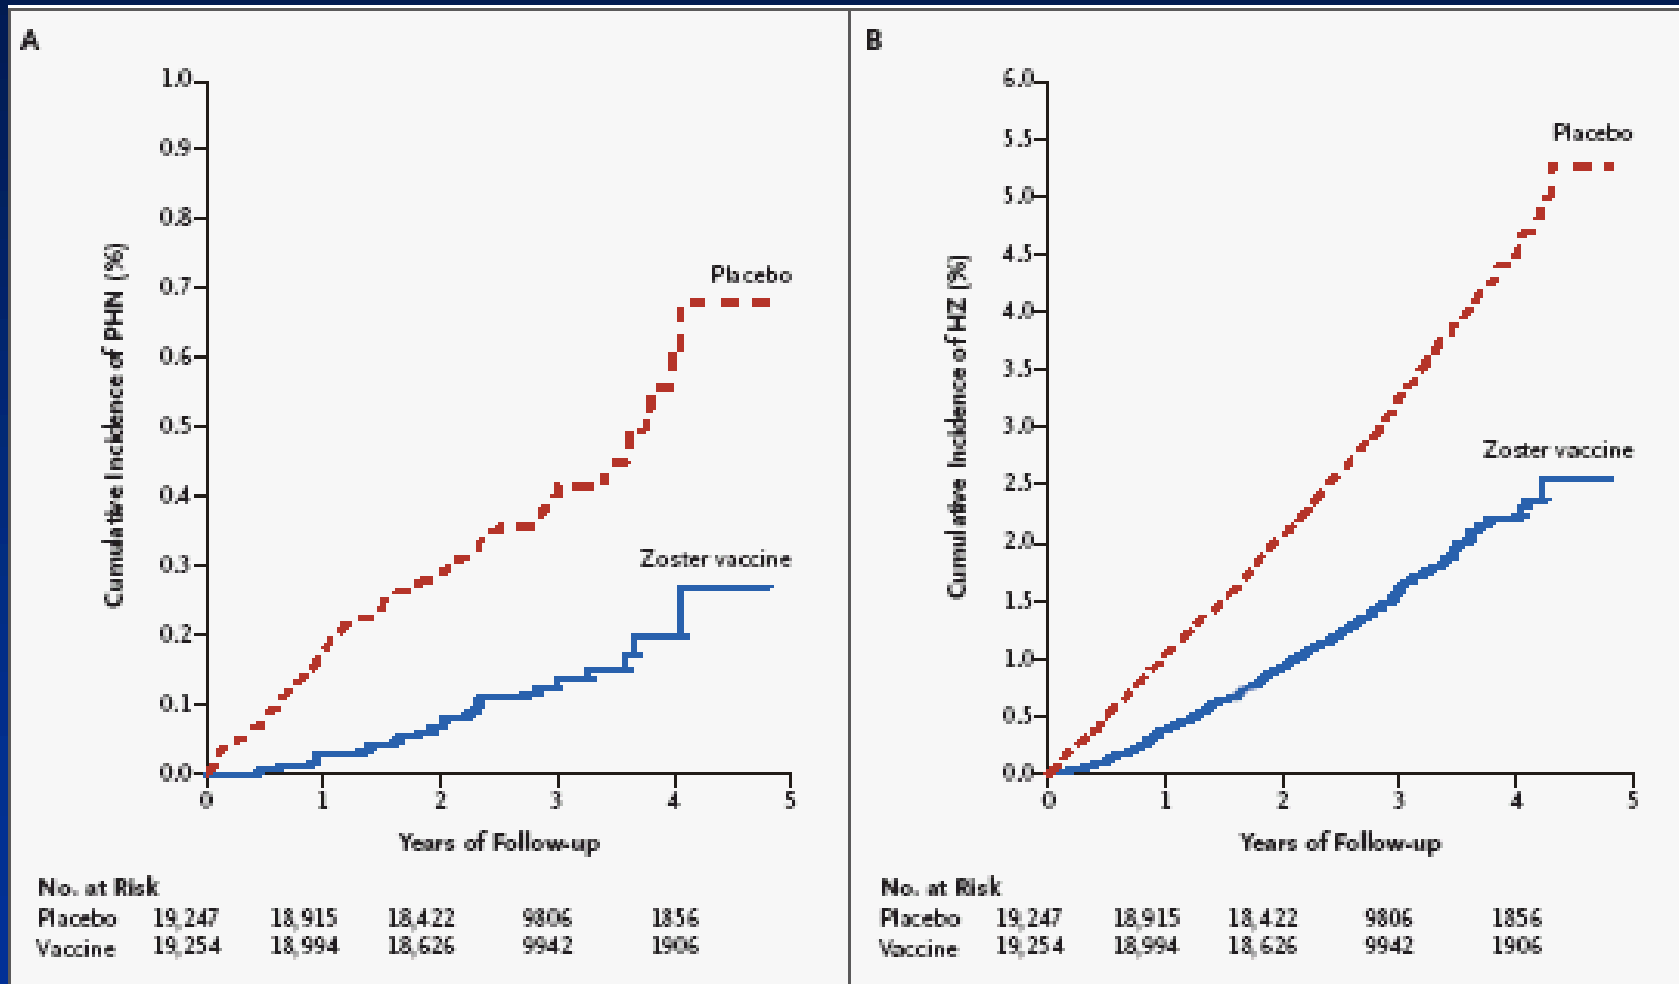 A
1.0
0.9
0.8
0.7
0.6
0.5
0.4
0.3
0.2
0.1
0.0
Cumulative Incidence of PHN (%)
Placebo
Zoster vaccine
0 1 2 3 4 5
Years of Follow-up
No. at Risk
Placebo 19,247 18,915 18,422 9806 1856
Vaccine 19,254 18,994 18,626 9942 1906
B
6.0
5.5
5.0
4.5
4.0
3.5
3.0
2.5
2.0
1.5
1.0
0.5
0.0
Cumulative Incidence of HZ (%)
Placebo
Zoster vaccine
0 1 2 3 4 5
Years of Follow-up
No. at Risk
Placebo 19,247 18,915 18,422 9806 1856
Vaccine 19,254 18,994 18,626 9942 1906